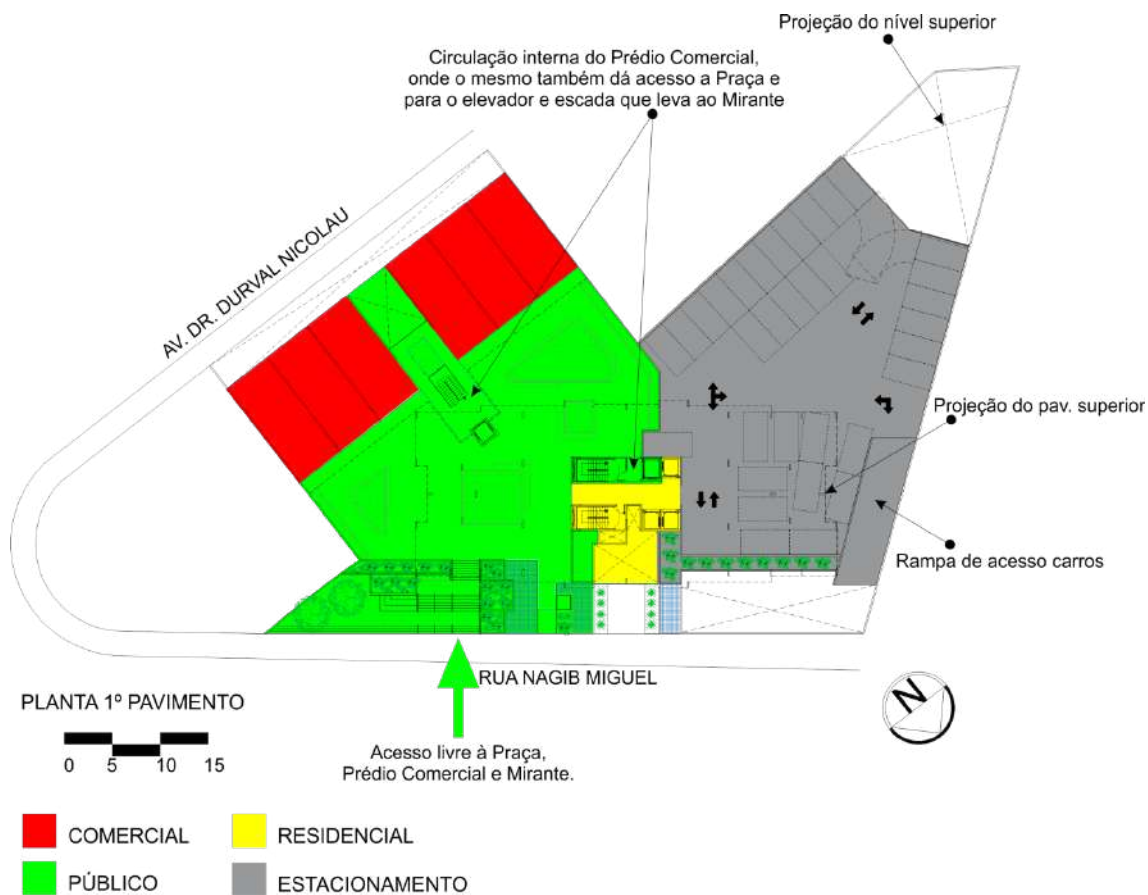 Projeção do nível superior
Circulação interna do Prédio Comercial,
onde o mesmo também dá acesso a Praça e
para o elevador e escada que leva ao Mirante
AV. DR. DURVAL NICOLAU
Projeção do pav. superior
Rampa de acesso carros
RUA NAGIB MIGUEL
N
PLANTA 1º PAVIMENTO
0 5 10 15
Acesso livre à Praça,
Prédio Comercial e Mirante.
COMERCIAL
RESIDENCIAL
PÚBLICO
ESTACIONAMENTO